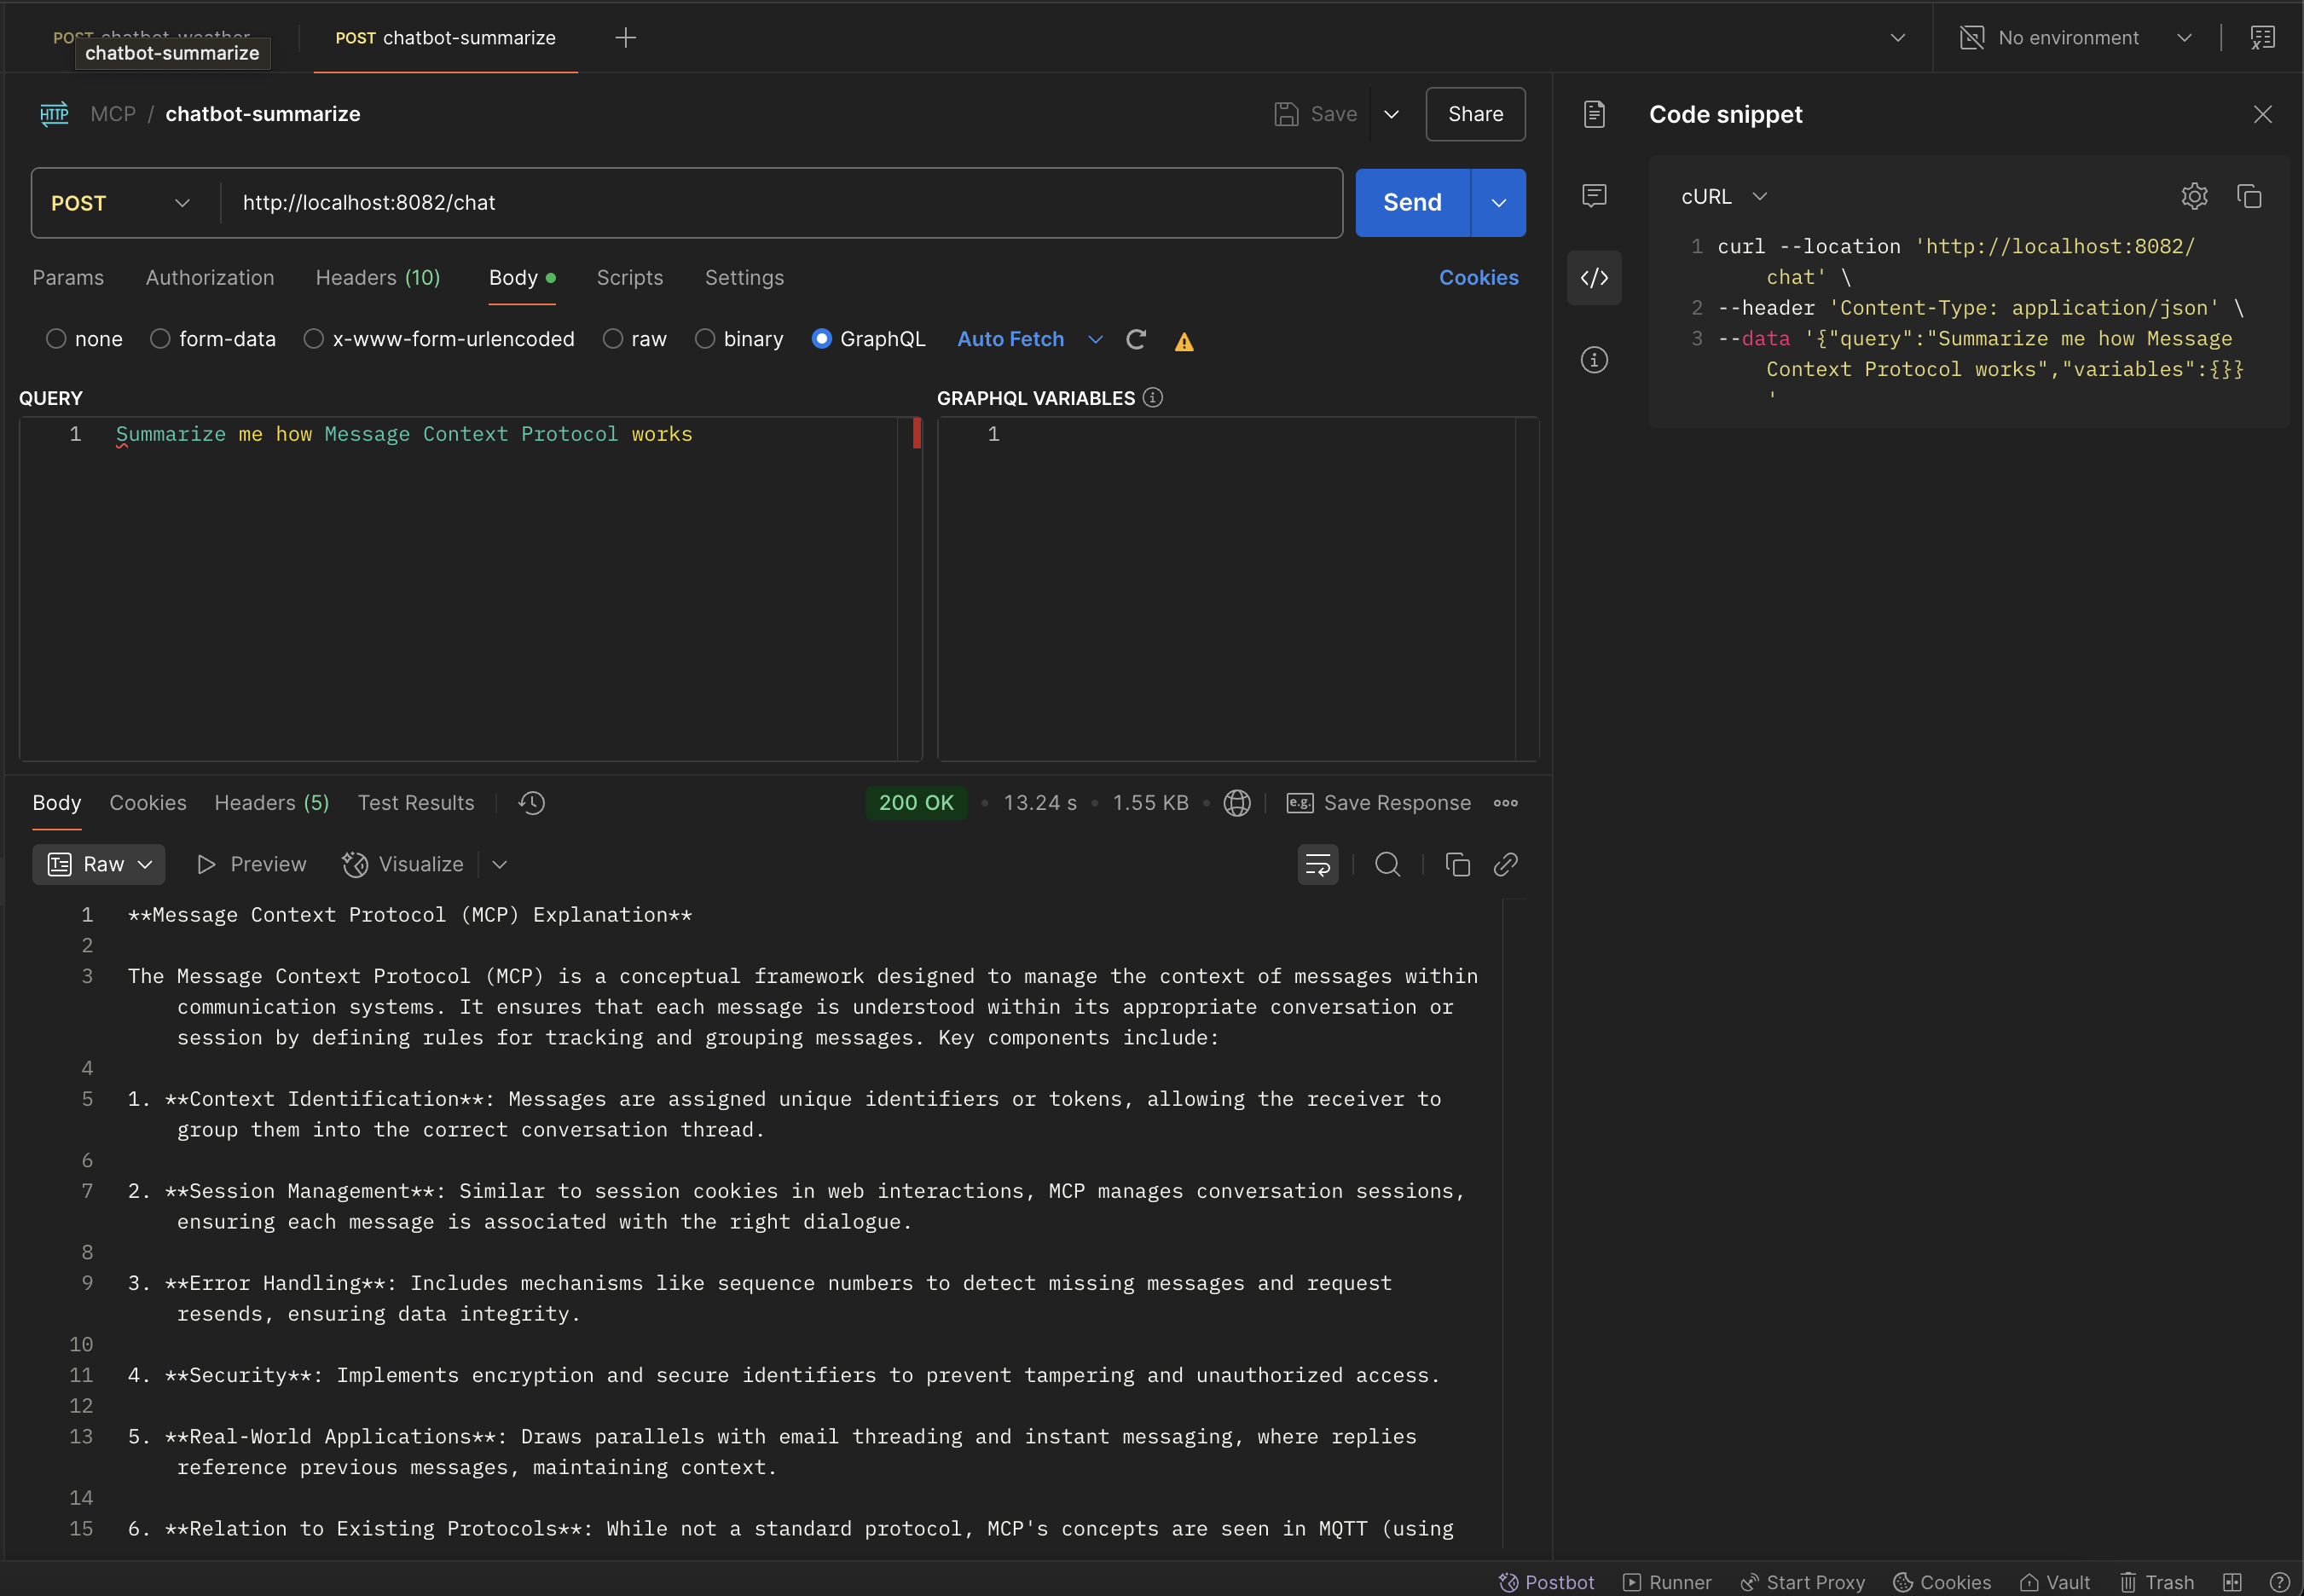 POST chatbot-weather
chatbot-summarize
POST chatbot-summarize
No environment
HTTP MCP / chatbot-summarize
Save
Share
POST
http://localhost:8082/chat
Send
Params Authorization Headers (10) Body Scripts Settings Cookies
none form-data x-www-form-urlencoded raw binary GraphQL Auto Fetch
QUERY
1 Summarize me how Message Context Protocol works
GRAPHQL VARIABLES
1
Body Cookies Headers (5) Test Results 200 OK • 13.24 s • 1.55 KB • e.g. Save Response
Raw Preview Visualize
1 **Message Context Protocol (MCP) Explanation**
2
3 The Message Context Protocol (MCP) is a conceptual framework designed to manage the context of messages within
communication systems. It ensures that each message is understood within its appropriate conversation or
session by defining rules for tracking and grouping messages. Key components include:
4
5 1. **Context Identification**: Messages are assigned unique identifiers or tokens, allowing the receiver to
group them into the correct conversation thread.
6
7 2. **Session Management**: Similar to session cookies in web interactions, MCP manages conversation sessions,
ensuring each message is associated with the right dialogue.
8
9 3. **Error Handling**: Includes mechanisms like sequence numbers to detect missing messages and request
resends, ensuring data integrity.
10
11 4. **Security**: Implements encryption and secure identifiers to prevent tampering and unauthorized access.
12
13 5. **Real-World Applications**: Draws parallels with email threading and instant messaging, where replies
reference previous messages, maintaining context.
14
15 6. **Relation to Existing Protocols**: While not a standard protocol, MCP's concepts are seen in MQTT (using
Code snippet
cURL
1 curl --location 'http://localhost:8082/
chat' \
2 --header 'Content-Type: application/json' \
3 --data '{"query":"Summarize me how Message
Context Protocol works","variables":{}}
'
Postbot Runner Start Proxy Cookies Vault Trash